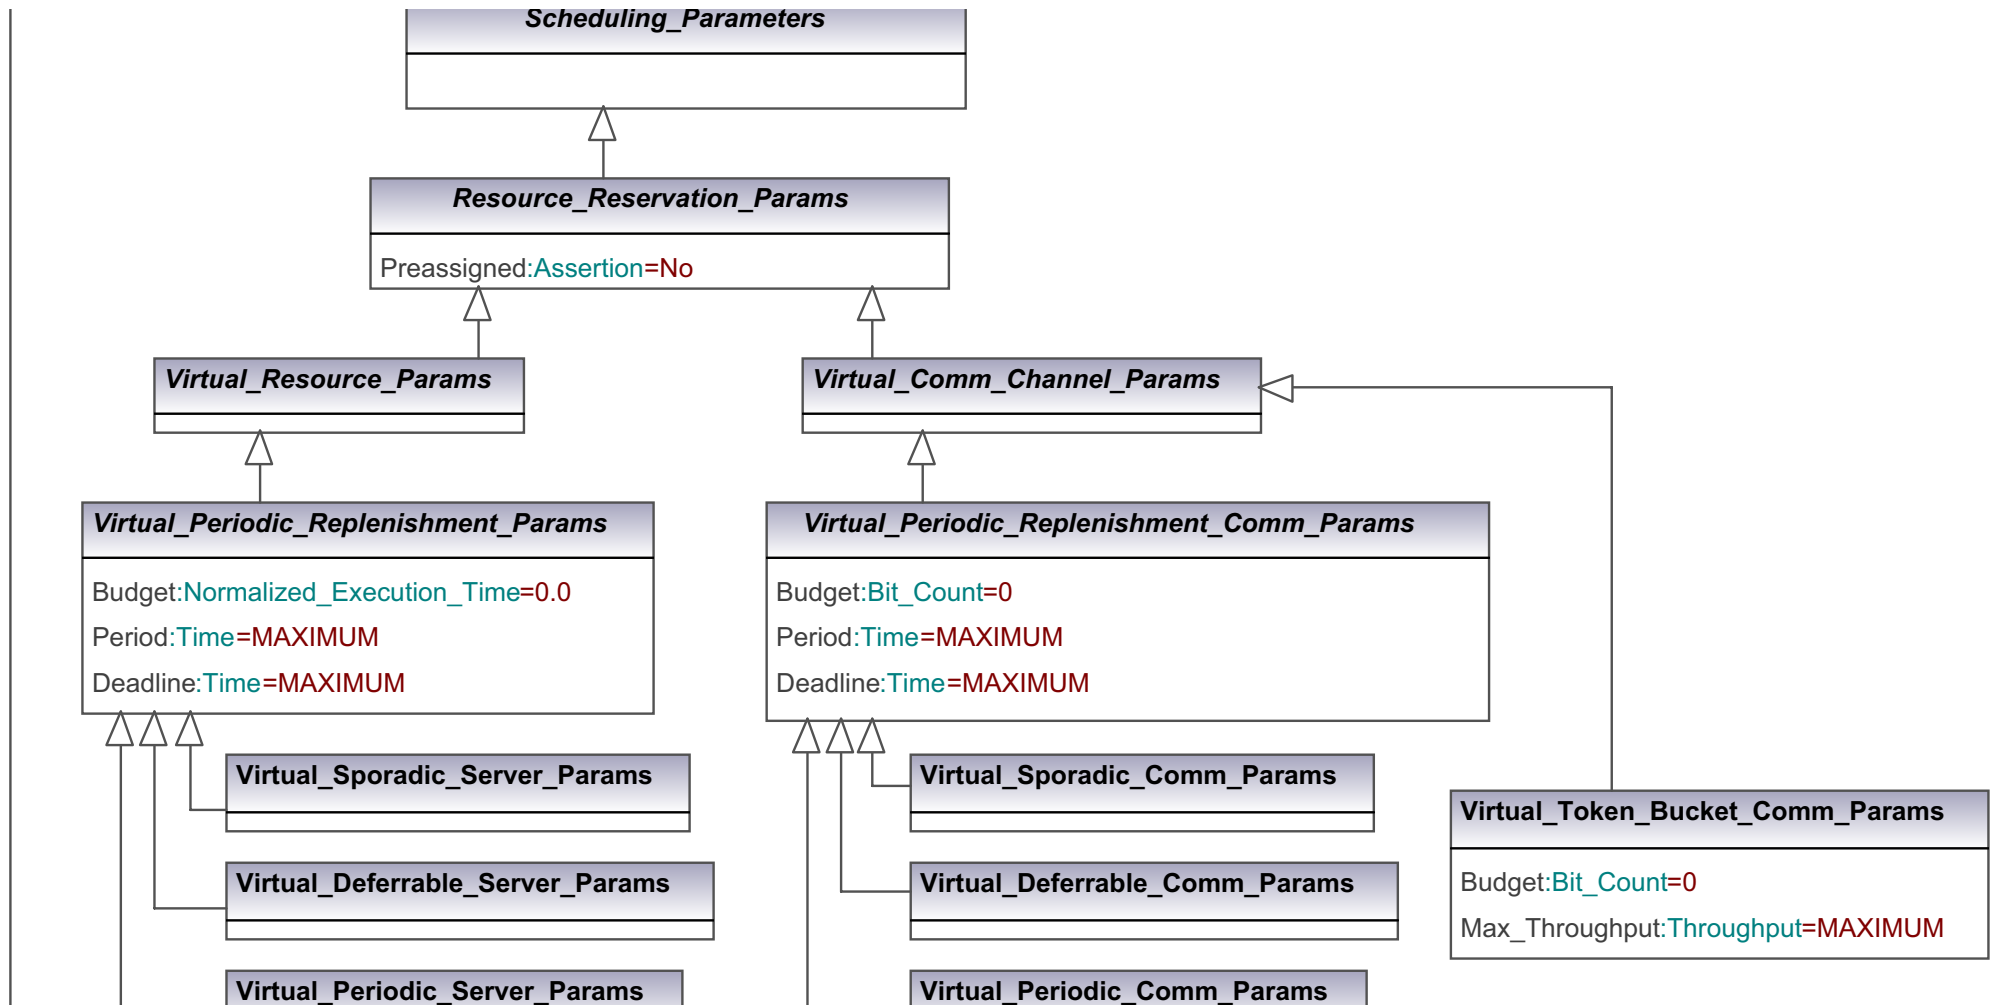 Scheduling_Parameters
Resource_Reservation_Params
Preassigned:Assertion=No
Virtual_Resource_Params
Virtual_Comm_Channel_Params
Virtual_Periodic_Replenishment_Params
Budget:Normalized_Execution_Time=0.0
Period:Time=MAXIMUM
Deadline:Time=MAXIMUM
Virtual_Periodic_Replenishment_Comm_Params
Budget:Bit_Count=0
Period:Time=MAXIMUM
Deadline:Time=MAXIMUM
Virtual_Sporadic_Server_Params
Virtual_Sporadic_Comm_Params
Virtual_Token_Bucket_Comm_Params
Budget:Bit_Count=0
Max_Throughput:Throughput=MAXIMUM
Virtual_Deferrable_Server_Params
Virtual_Deferrable_Comm_Params
Virtual_Periodic_Server_Params
Virtual_Periodic_Comm_Params